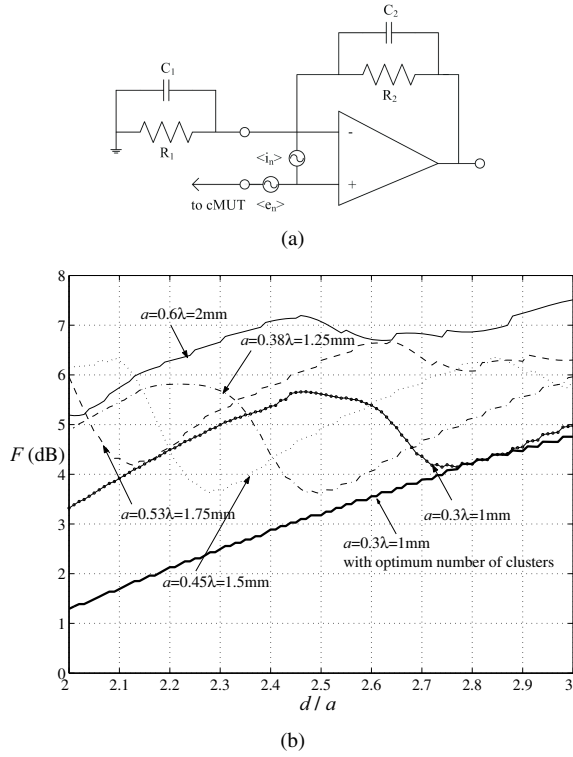 C1
R1
C2
R2
<in>
-
+
to cMUT
<en>
(a)
8
7
6
5
4
3
2
1
0
F (dB)
a=0.6λ=2mm
a=0.38λ=1.25mm
a=0.53λ=1.75mm
a=0.3λ=1mm
a=0.3λ=1mm
with optimum number of clusters
a=0.45λ=1.5mm
2 2.1 2.2 2.3 2.4 2.5 2.6 2.7 2.8 2.9 3
d / a
(b)